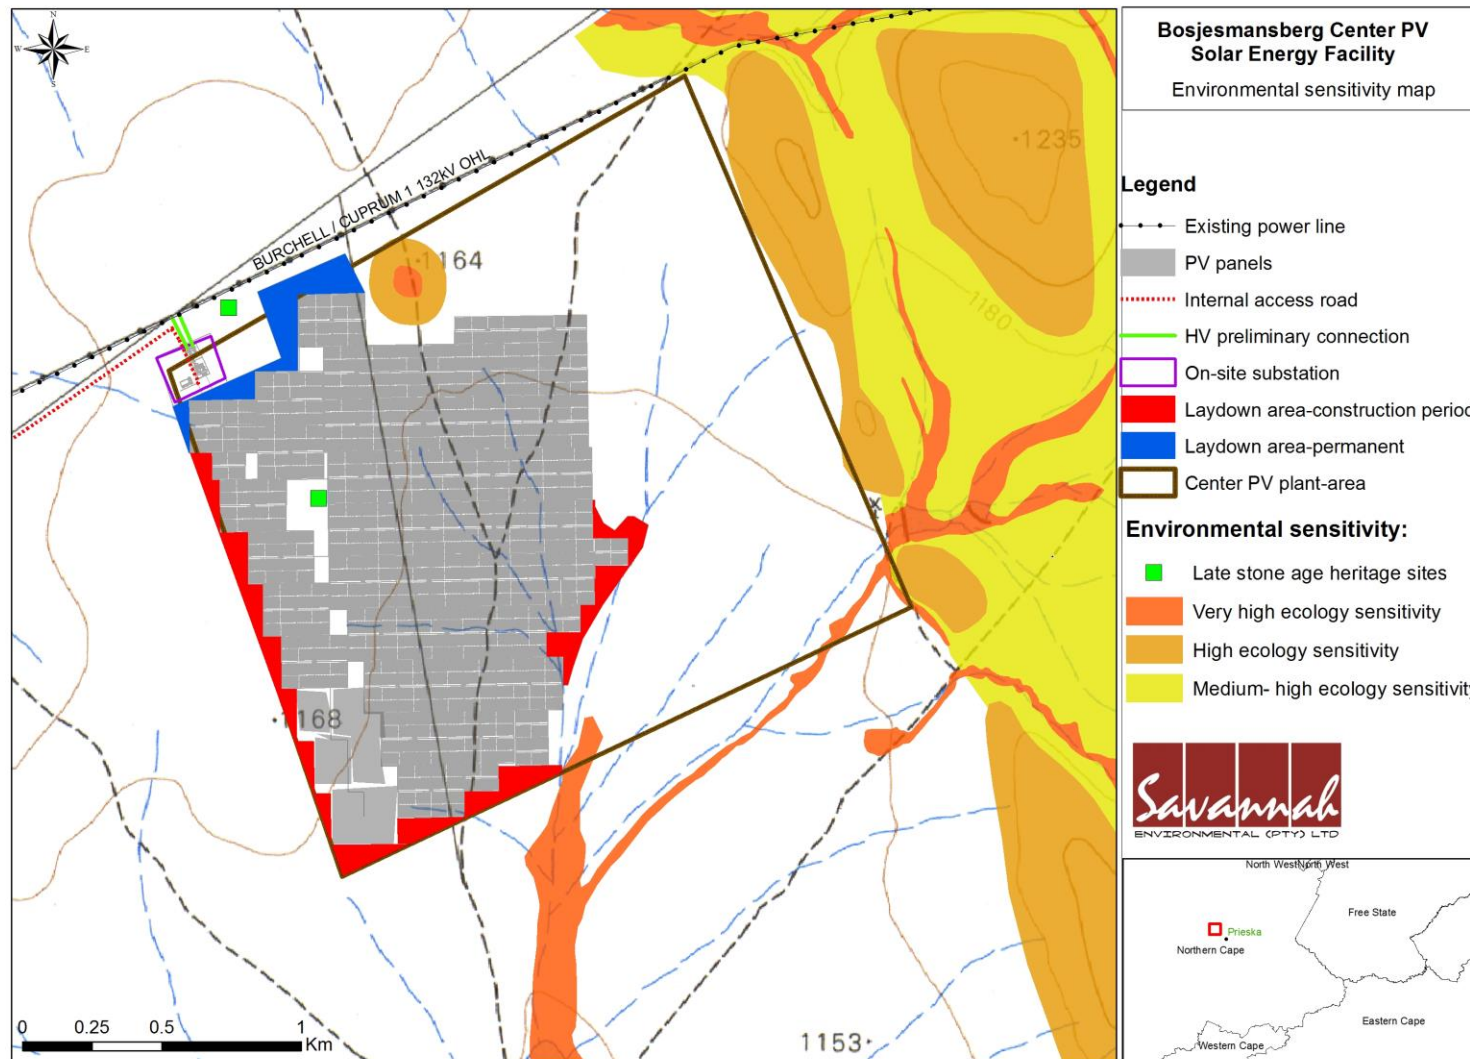 Bosjesmansberg Center PV
Solar Energy Facility
Environmental sensitivity map
N
W
E
S
BURCHELL / CUPRUM 1 132kV OHL
1235
1164
1180
1168
1153
Legend
Existing power line
PV panels
Internal access road
HV preliminary connection
On-site substation
Laydown area-construction period
Laydown area-permanent
Center PV plant-area
Environmental sensitivity:
Late stone age heritage sites
Very high ecology sensitivity
High ecology sensitivity
Medium- high ecology sensitivity
Savannah
ENVIRONMENTAL (PTY) LTD
North West
North West
Free State
Prieska
Northern Cape
Eastern Cape
Western Cape
0 0.25 0.5 1
Km